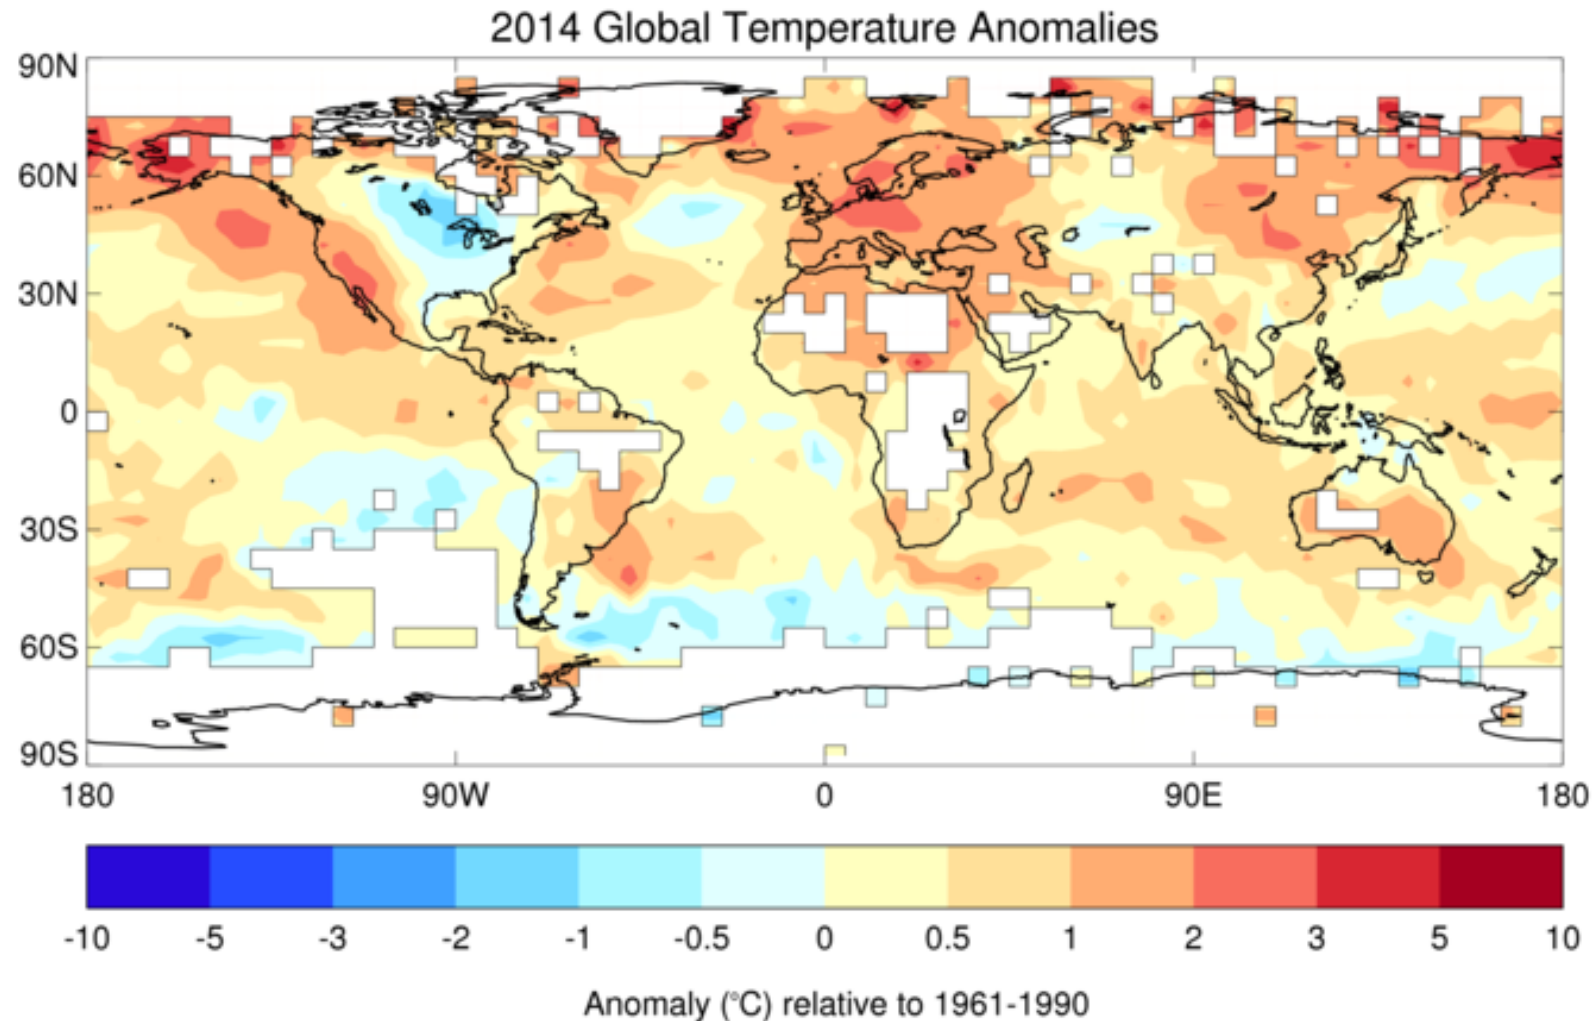 2014 Global Temperature Anomalies
90N
60N
30N
0
30S
60S
90S
180 90W 0 90E 180
-10 -5 -3 -2 -1 -0.5 0 0.5 1 2 3 5 10
Anomaly (°C) relative to 1961-1990